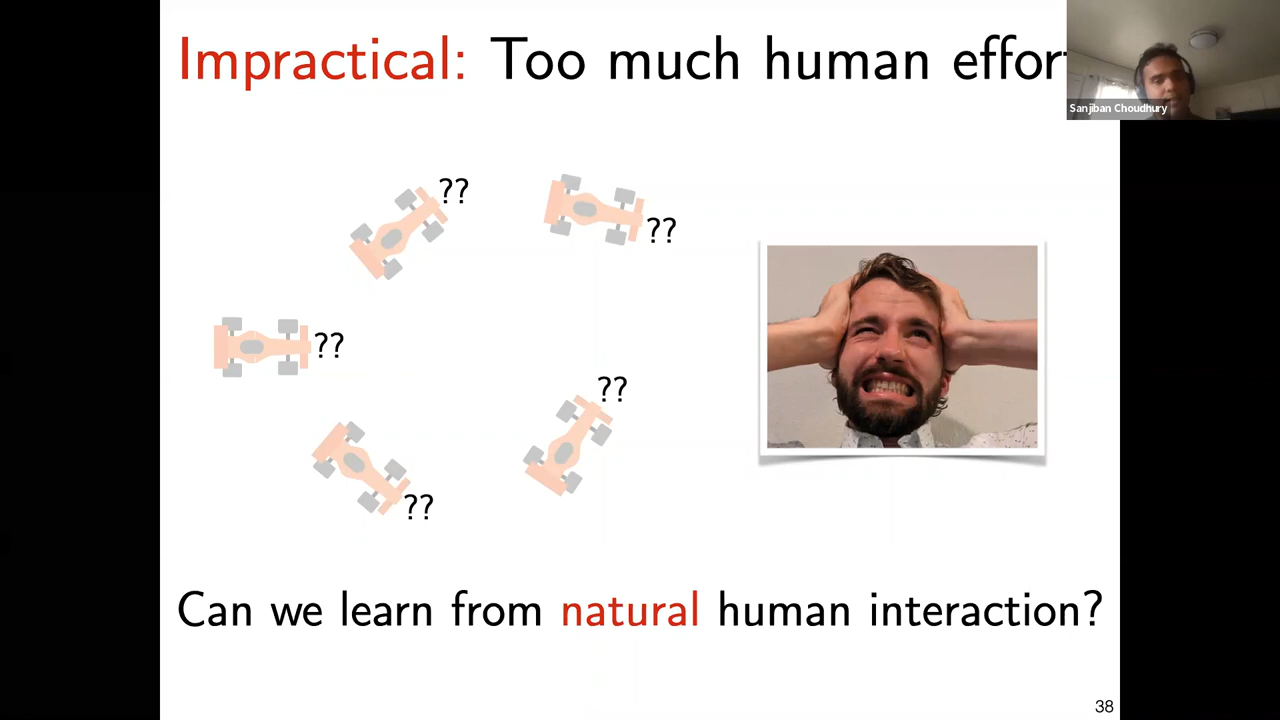 Impractical: Too much human effor
Sanjiban Choudhury
??
??
??
??
??
Can we learn from natural human interaction?
38